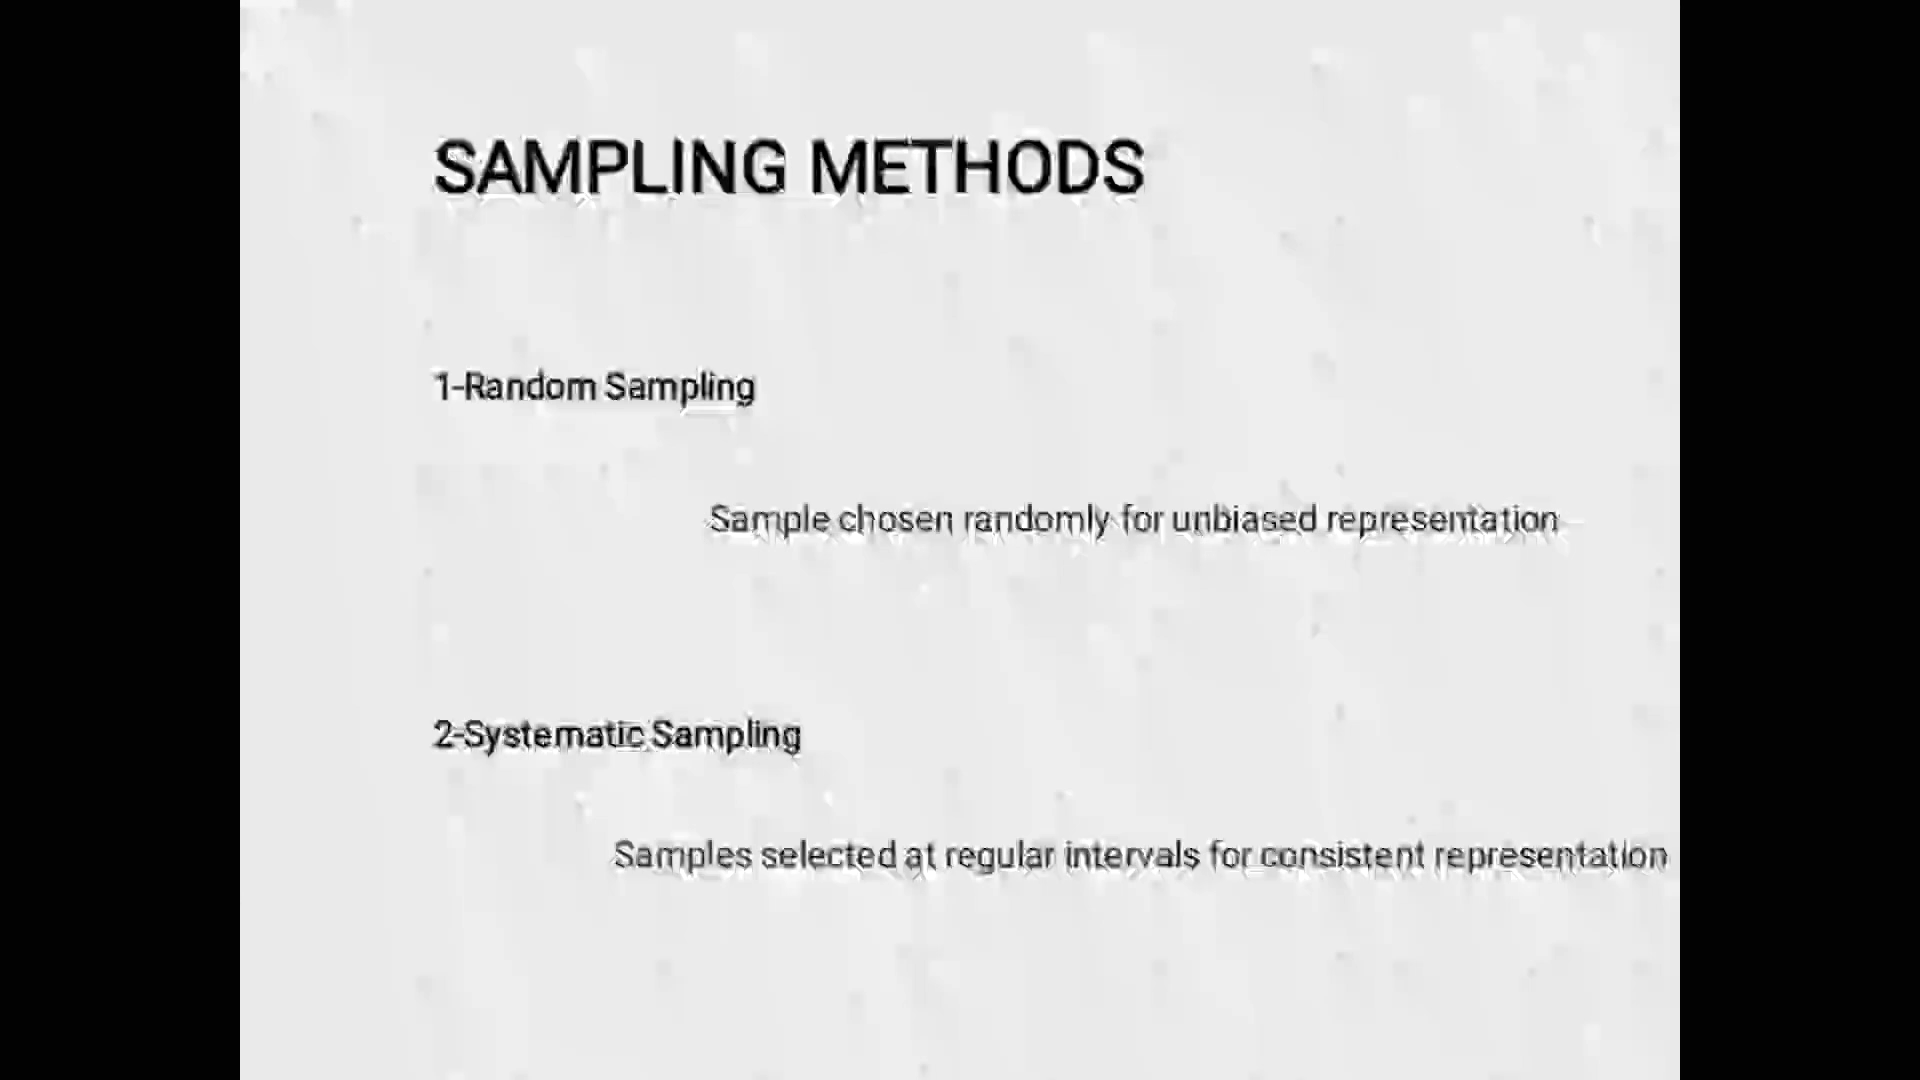 SAMPLING METHODS
1-Random Sampling
Sample chosen randomly for unbiased representation
2-Systematic Sampling
Samples selected at regular intervals for consistent representation